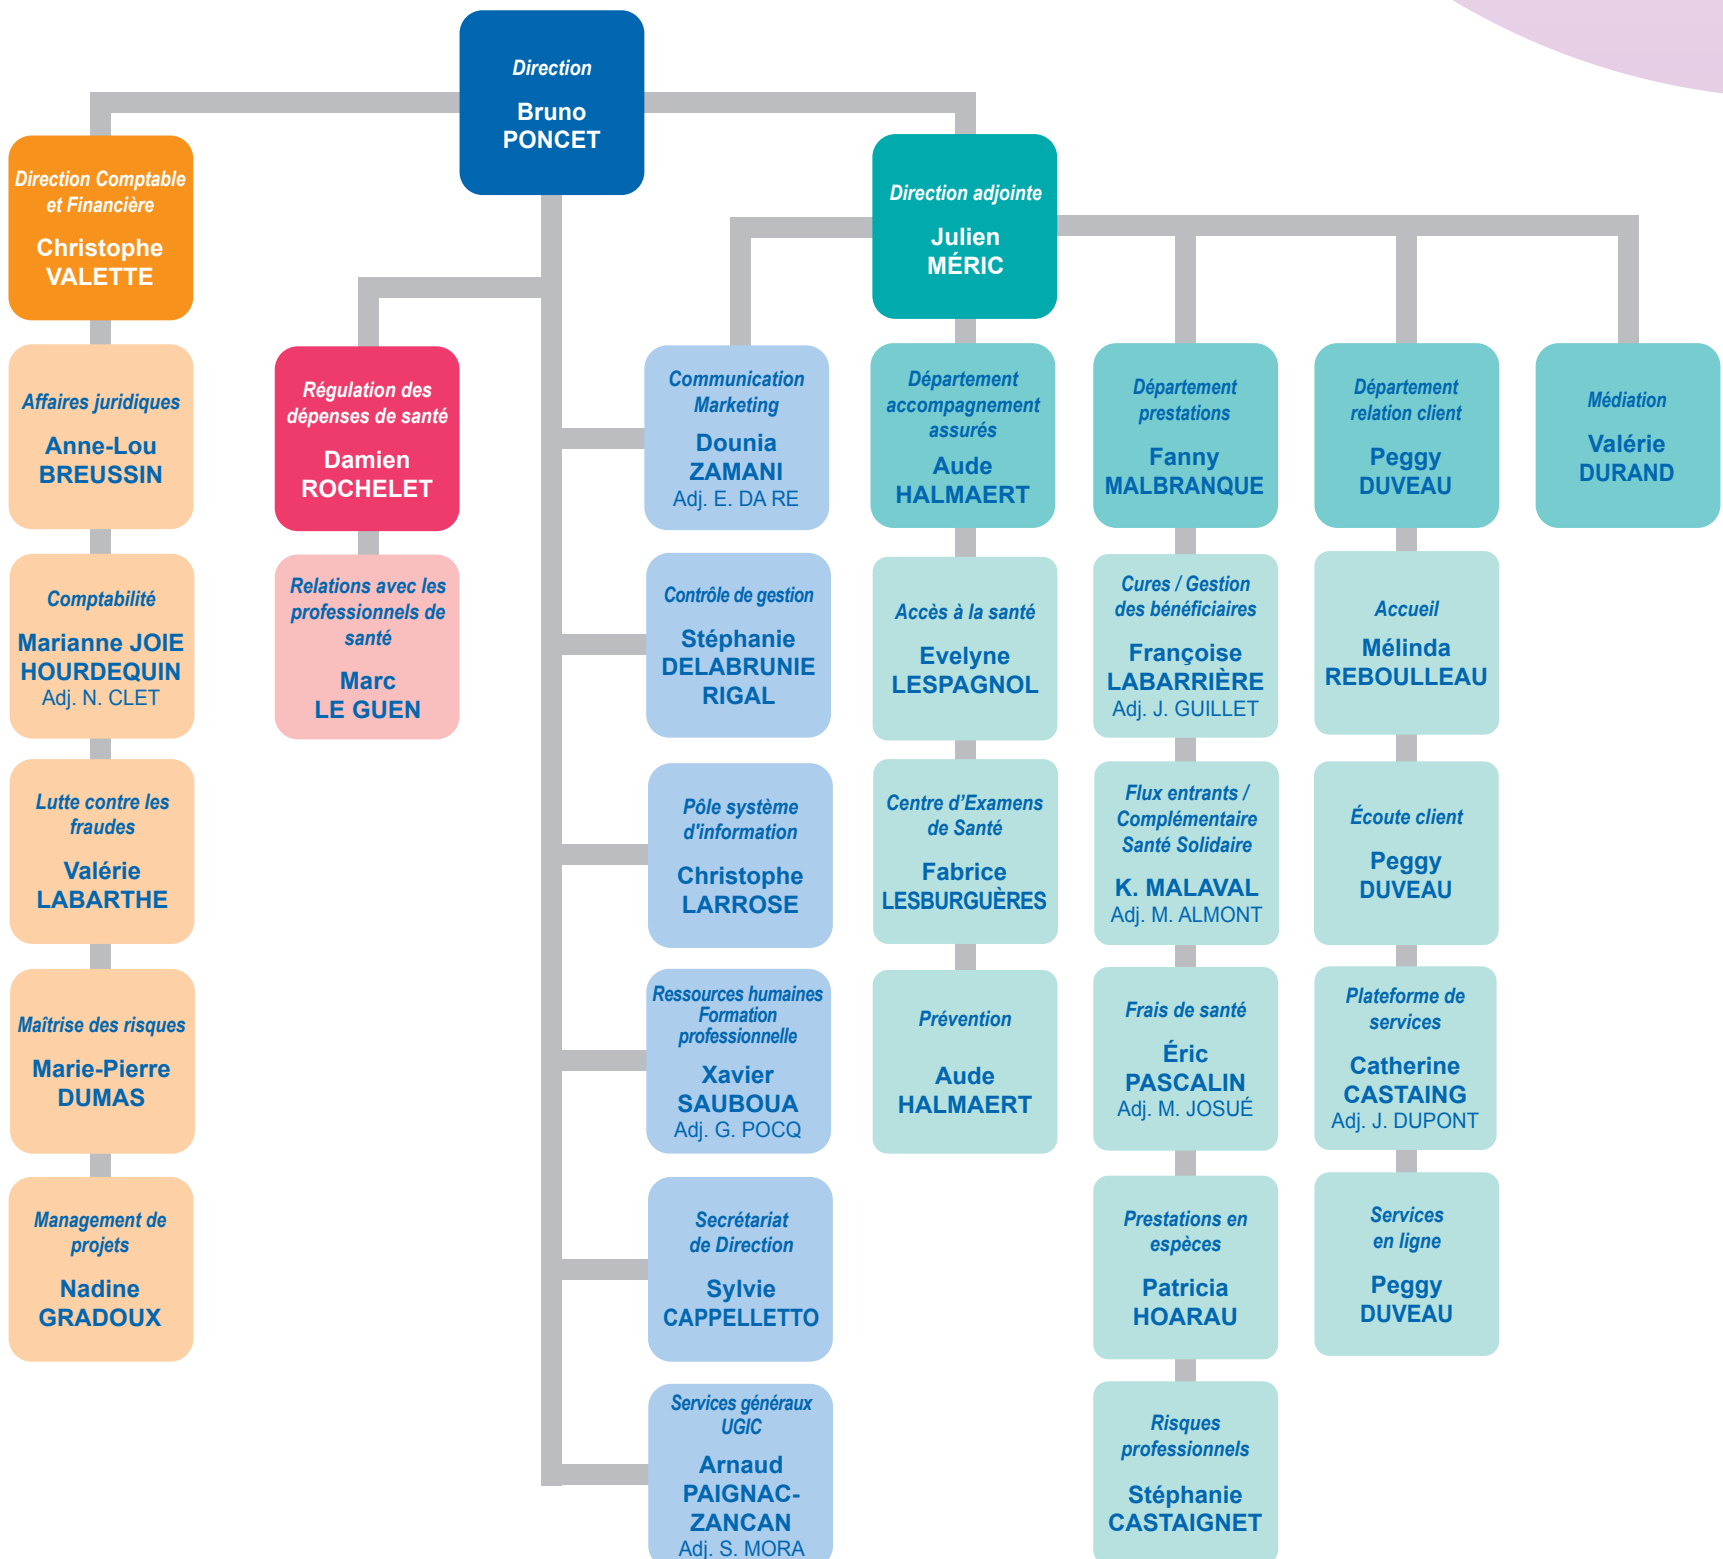 Direction
Bruno
PONCET
Direction Comptable
et Financière
Christophe
VALETTE
Direction adjointe
Julien
MÉRIC
Affaires juridiques
Anne-Lou
BREUSSIN
Comptabilité
Marianne JOIE
HOURDEQUIN
Adj. N. CLET
Lutte contre les
fraudes
Valérie
LABARTHE
Maîtrise des risques
Marie-Pierre
DUMAS
Management de
projets
Nadine
GRADOUX
Régulation des
dépenses de santé
Damien
ROCHELET
Relations avec les
professionnels de
santé
Marc
LE GUEN
Communication
Marketing
Dounia
ZAMANI
Adj. E. DA RE
Contrôle de gestion
Stéphanie
DELABRUNIE
RIGAL
Pôle système
d'information
Christophe
LARROSE
Ressources humaines
Formation
professionnelle
Xavier
SAUBOUA
Adj. G. POCQ
Secrétariat
de Direction
Sylvie
CAPPELLETTO
Services généraux
UGIC
Arnaud
PAIGNAC-
ZANCAN
Adj. S. MORA
Département
accompagnement
assurés
Aude
HALMAERT
Accès à la santé
Evelyne
LESPAGNOL
Centre d’Examens
de Santé
Fabrice
LESBURGUÈRES
Prévention
Aude
HALMAERT
Département
prestations
Fanny
MALBRANQUE
Cures / Gestion
des bénéficiaires
Françoise
LABARRIÈRE
Adj. J. GUILLET
Flux entrants /
Complémentaire
Santé Solidaire
K. MALAVAL
Adj. M. ALMONT
Frais de santé
Éric
PASCALIN
Adj. M. JOSUÉ
Prestations en
espèces
Patricia
HOARAU
Risques
professionnels
Stéphanie
CASTAIGNET
Département
relation client
Peggy
DUVEAU
Accueil
Mélinda
REBOULLEAU
Écoute client
Peggy
DUVEAU
Plateforme de
services
Catherine
CASTAING
Adj. J. DUPONT
Services
en ligne
Peggy
DUVEAU
Médiation
Valérie
DURAND